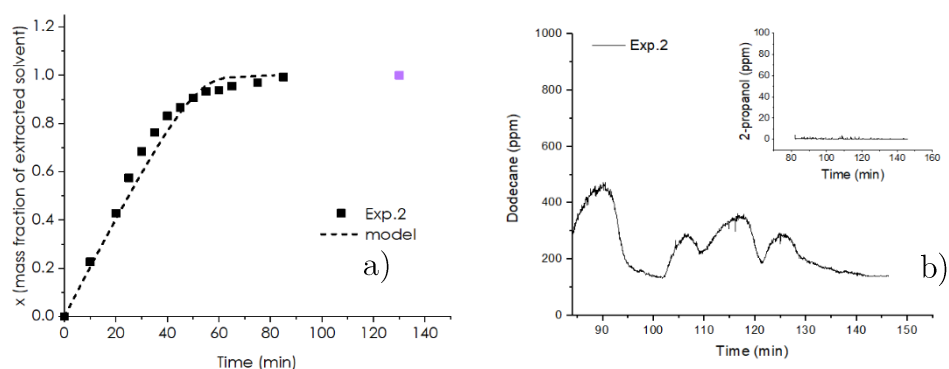 1.2
1.0
0.8
0.6
0.4
0.2
0.0
x (mass fraction of extracted solvent)
0 20 40 60 80 100 120 140
Time (min)
Exp.2
model
a)
1000
800
600
400
200
0
Dodecane (ppm)
90 100 110 120 130 140 150
Time (min)
Exp.2
100
80
60
40
20
0
2-propanol (ppm)
80 100 120 140 160
Time (min)
b)